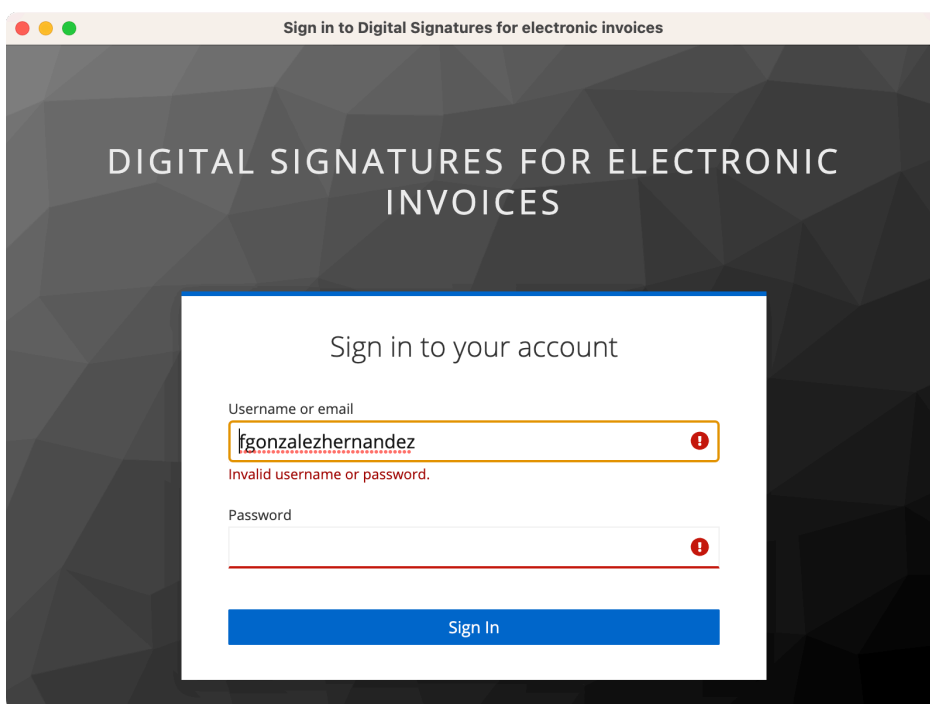 Sign in to Digital Signatures for electronic invoices
DIGITAL SIGNATURES FOR ELECTRONIC
INVOICES
Sign in to your account
Username or email
fgonzalezhernandez
Invalid username or password.
Password
Sign In